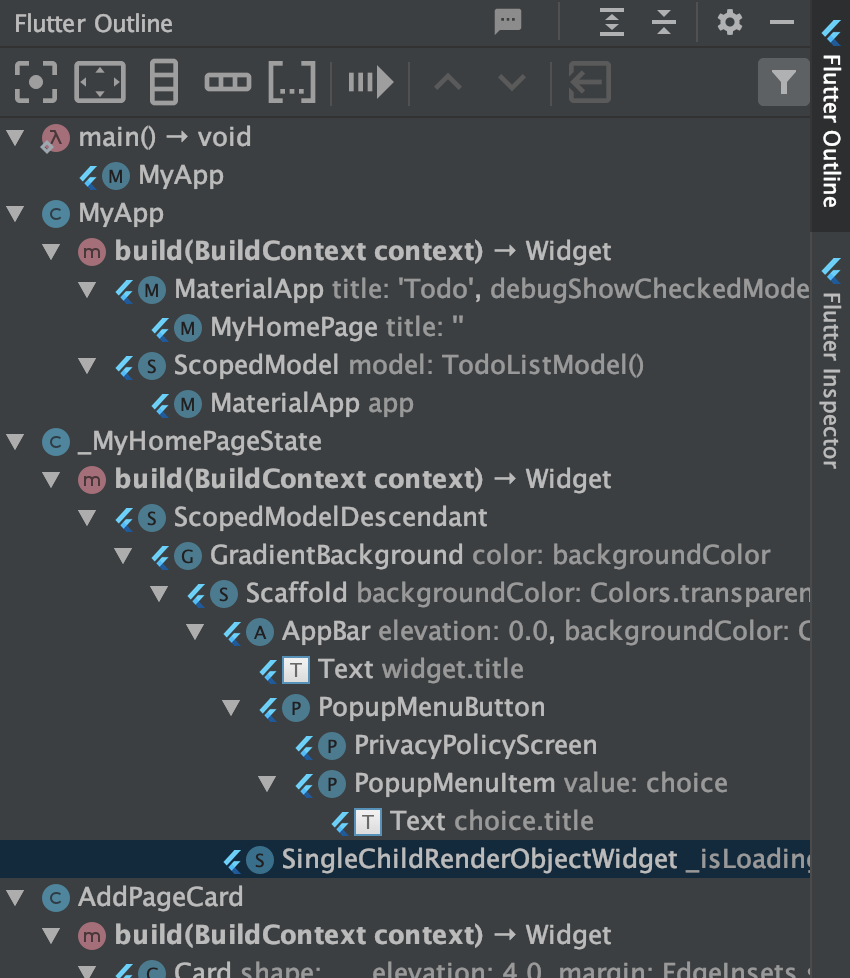 Flutter Outline
main() → void
M MyApp
C MyApp
m build(BuildContext context) → Widget
M MaterialApp title: 'Todo', debugShowCheckedMode
M MyHomePage title: ''
S ScopedModel model: TodoListModel()
M MaterialApp app
C _MyHomePageState
m build(BuildContext context) → Widget
S ScopedModelDescendant
G GradientBackground color: backgroundColor
S Scaffold backgroundColor: Colors.transparen
A AppBar elevation: 0.0, backgroundColor: C
T Text widget.title
P PopupMenuButton
P PrivacyPolicyScreen
P PopupMenuItem value: choice
T Text choice.title
S SingleChildRenderObjectWidget _isLoading
C AddPageCard
m build(BuildContext context) → Widget
C Card shape: ..., elevation: 4.0, margin: EdgeInsets.
Flutter Outline
Flutter Inspector